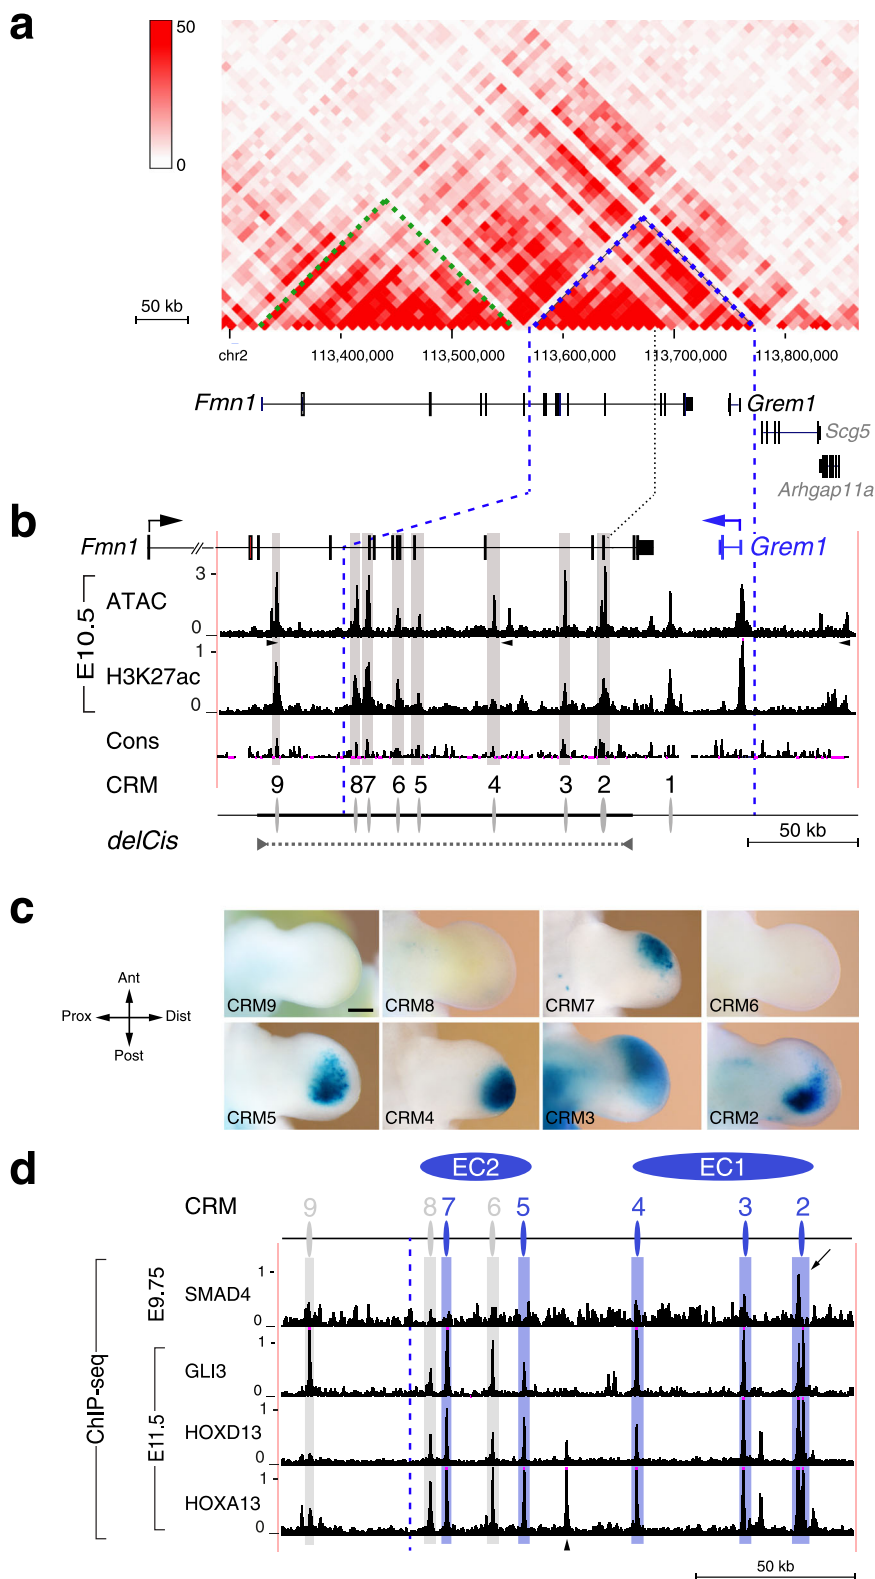 a
50
0
50 kb
chr2 113,400,000 113,500,000 113,600,000 113,700,000 113,800,000
Fmn1 Grem1
Scg5
Arhgap11a
b
Fmn1 Grem1
E10.5
ATAC 3 0
H3K27ac 1 0
Cons
CRM 9 8 7 6 5 4 3 2 1
delCis 50 kb
c
Ant
Prox Dist
Post
CRM9 CRM8 CRM7 CRM6
CRM5 CRM4 CRM3 CRM2
d
EC2 EC1
CRM 9 8 7 6 5 4 3 2
ChIP-seq
E9.75
SMAD4 1 0
E11.5
GLI3 1 0
HOXD13 1 0
HOXA13 1 0
50 kb